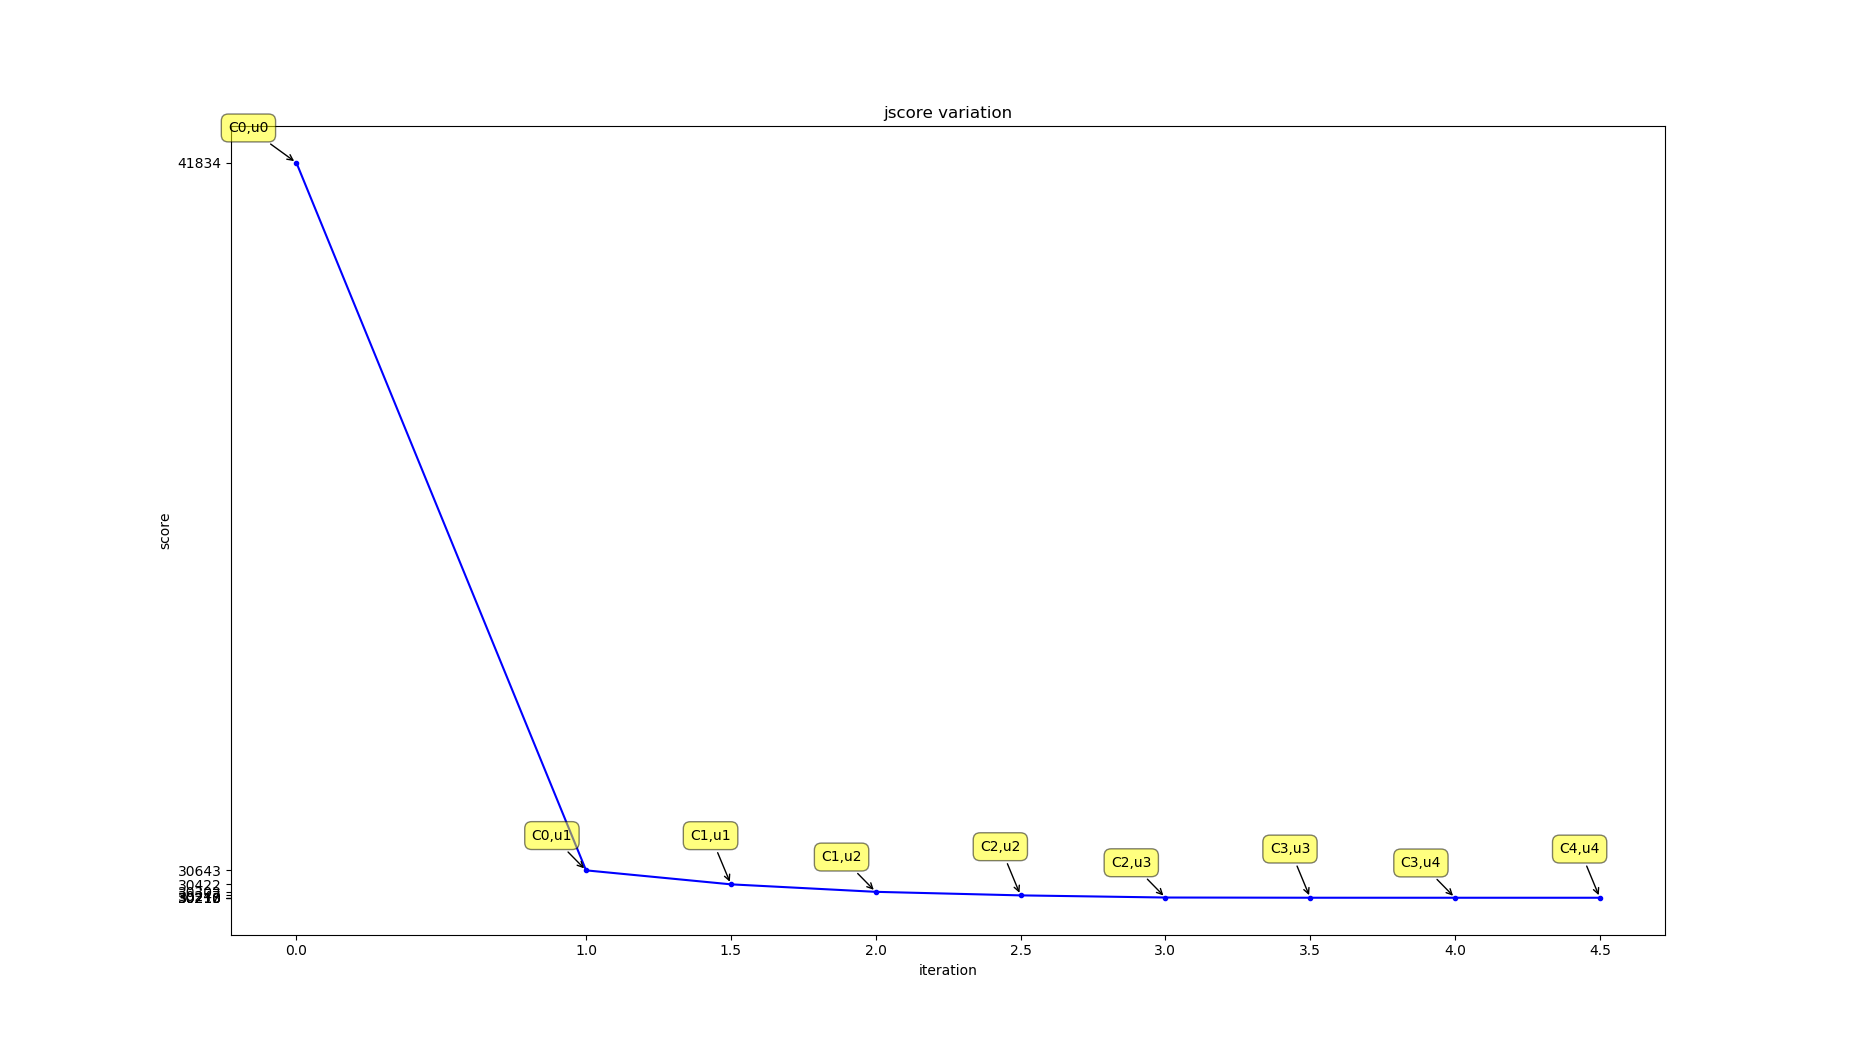 jscore variation
C0,u0
41834
score
C0,u1
C1,u1
C1,u2
C2,u2
C2,u3
C3,u3
C3,u4
C4,u4
30643
30422
0.0
1.0
1.5
2.0
2.5
3.0
3.5
4.0
4.5
iteration